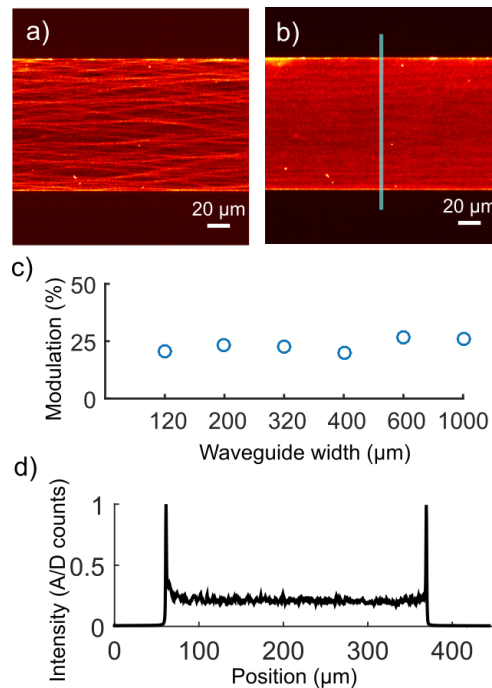 a)
b)
20 µm
20 µm
c)
Modulation (%)
50
25
0
120 200 320 400 600 1000
Waveguide width (µm)
d)
Intensity (A/D counts)
1
0.5
0
0 100 200 300 400
Position (µm)